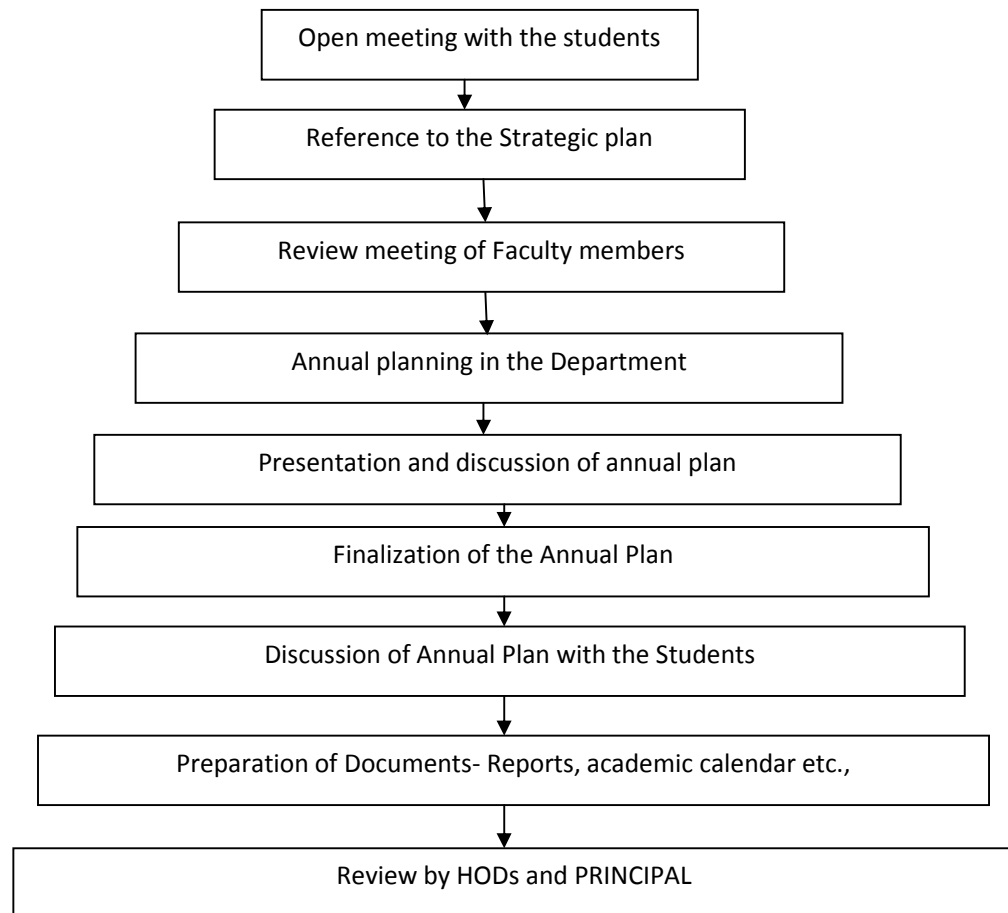 Open meeting with the students
Reference to the Strategic plan
Review meeting of Faculty members
Annual planning in the Department
Presentation and discussion of annual plan
Finalization of the Annual Plan
Discussion of Annual Plan with the Students
Preparation of Documents- Reports, academic calendar etc.,
Review by HODs and PRINCIPAL